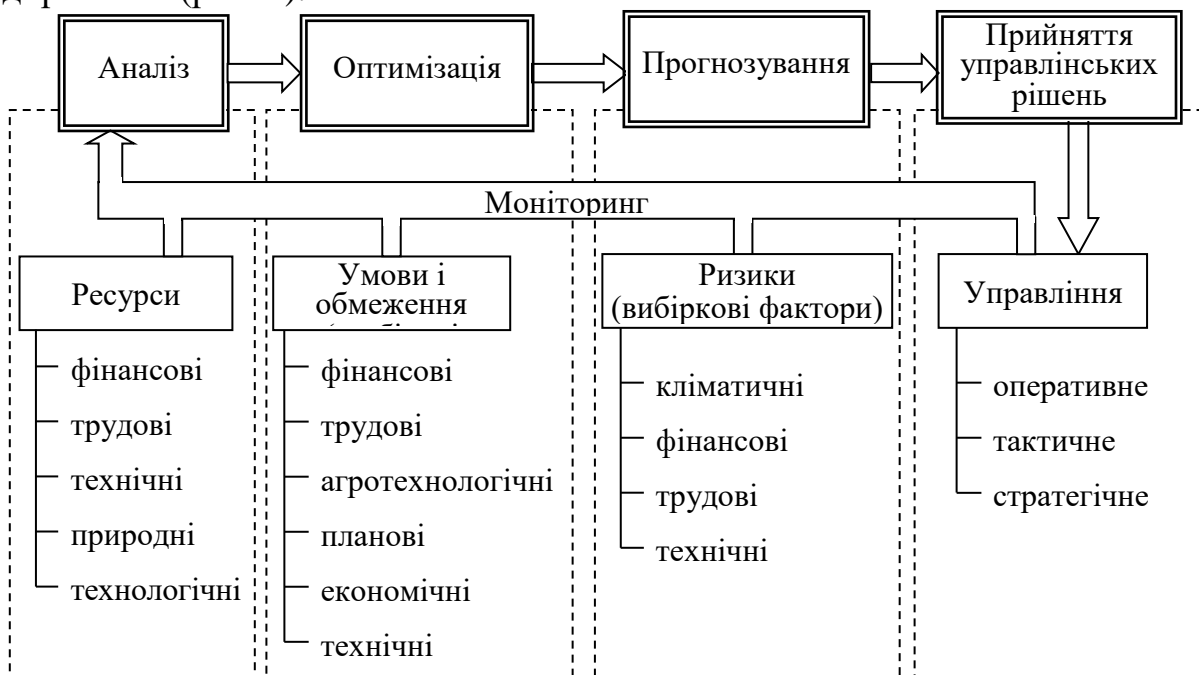 Аналіз
Оптимізація
Прогнозування
Прийняття
управлінських
рішень
Моніторинг
Ресурси
фінансові
трудові
технічні
природні
технологічні
Умови і
обмеження
фінансові
трудові
агротехнологічні
планові
економічні
технічні
Ризики
(вибіркові фактори)
кліматичні
фінансові
трудові
технічні
Управління
оперативне
тактичне
стратегічне